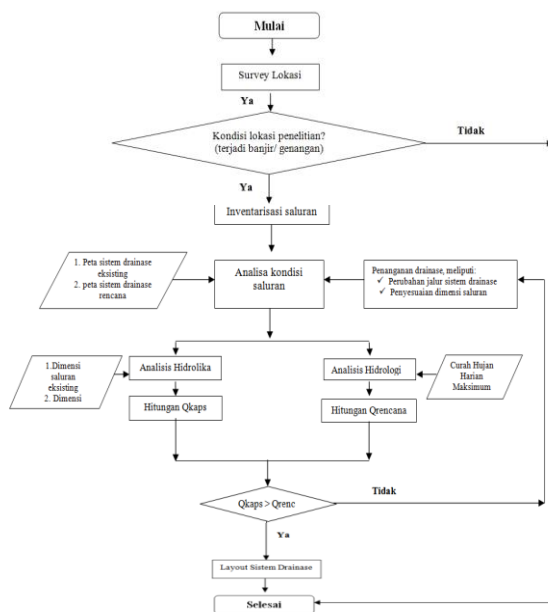 Mulai
Survey Lokasi
Ya
Kondisi lokasi penelitian?
(terjadi banjir/ genangan)
Tidak
Ya
Inventarisasi saluran
1. Peta sistem drainase
eksisting
2. peta sistem drainase
rencana
Analisa kondisi
saluran
Penanganan drainase, meliputi:
✓ Perubahan jalur sistem drainase
✓ Penyesuaian dimensi saluran
1.Dimensi
saluran
eksisting
2. Dimensi
Analisis Hidrolika
Analisis Hidrologi
Curah Hujan
Harian
Maksimum
Hitungan Qkaps
Hitungan Qrencana
Qkaps > Qrenc
Tidak
Ya
Layout Sistem Drainase
Selesai